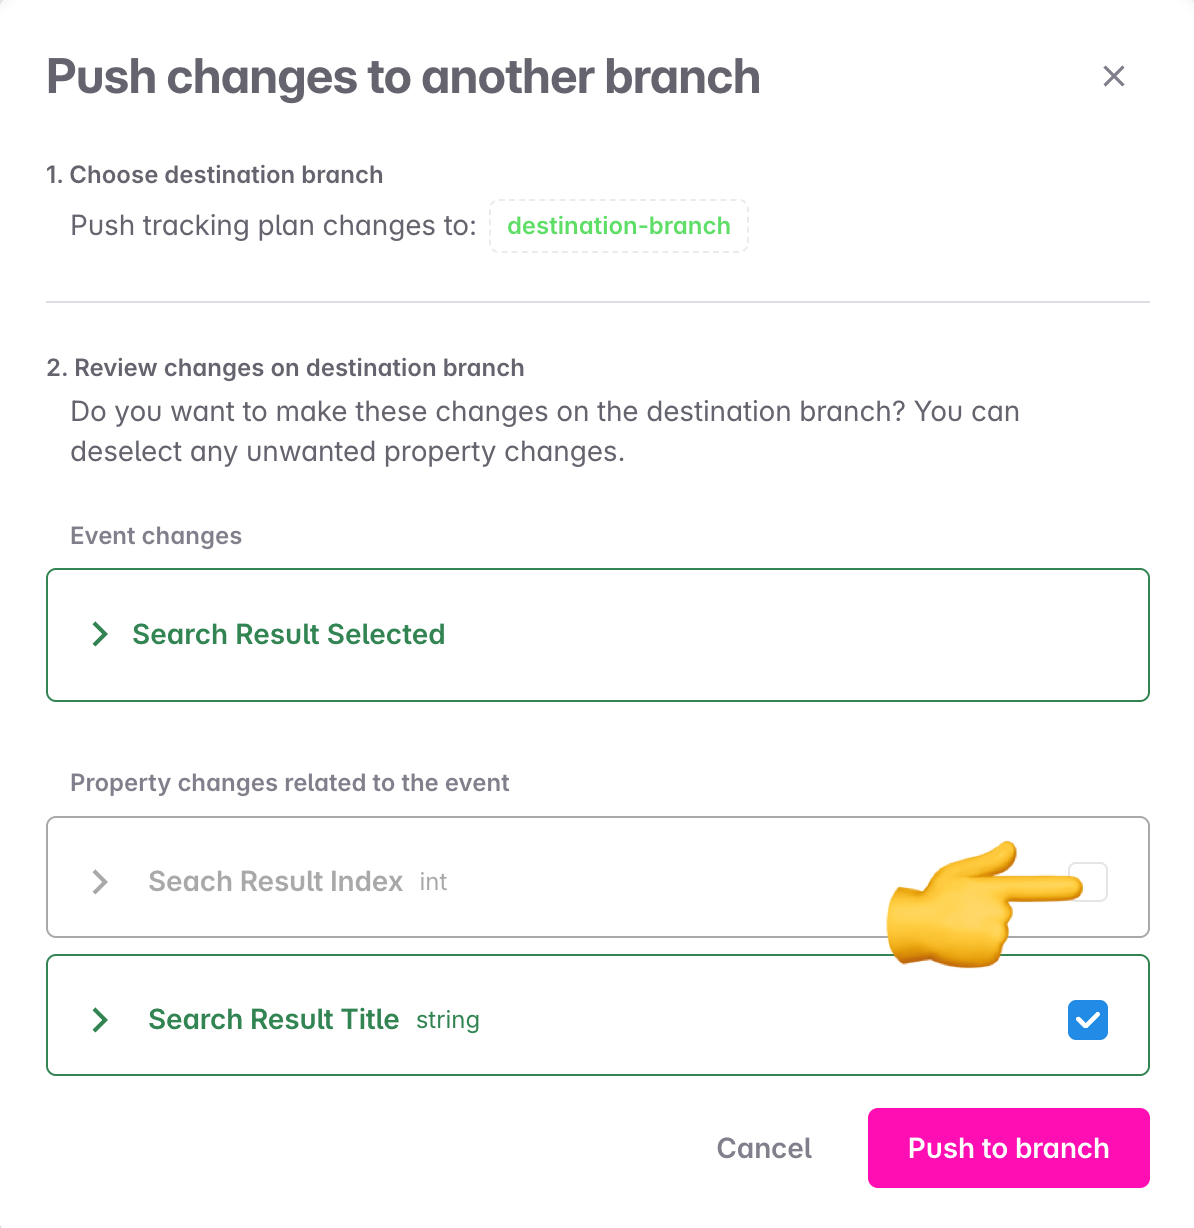 Push changes to another branch
1. Choose destination branch
Push tracking plan changes to: destination-branch
2. Review changes on destination branch
Do you want to make these changes on the destination branch? You can
deselect any unwanted property changes.
Event changes
Search Result Selected
Property changes related to the event
Seach Result Index int
Search Result Title string
Cancel
Push to branch